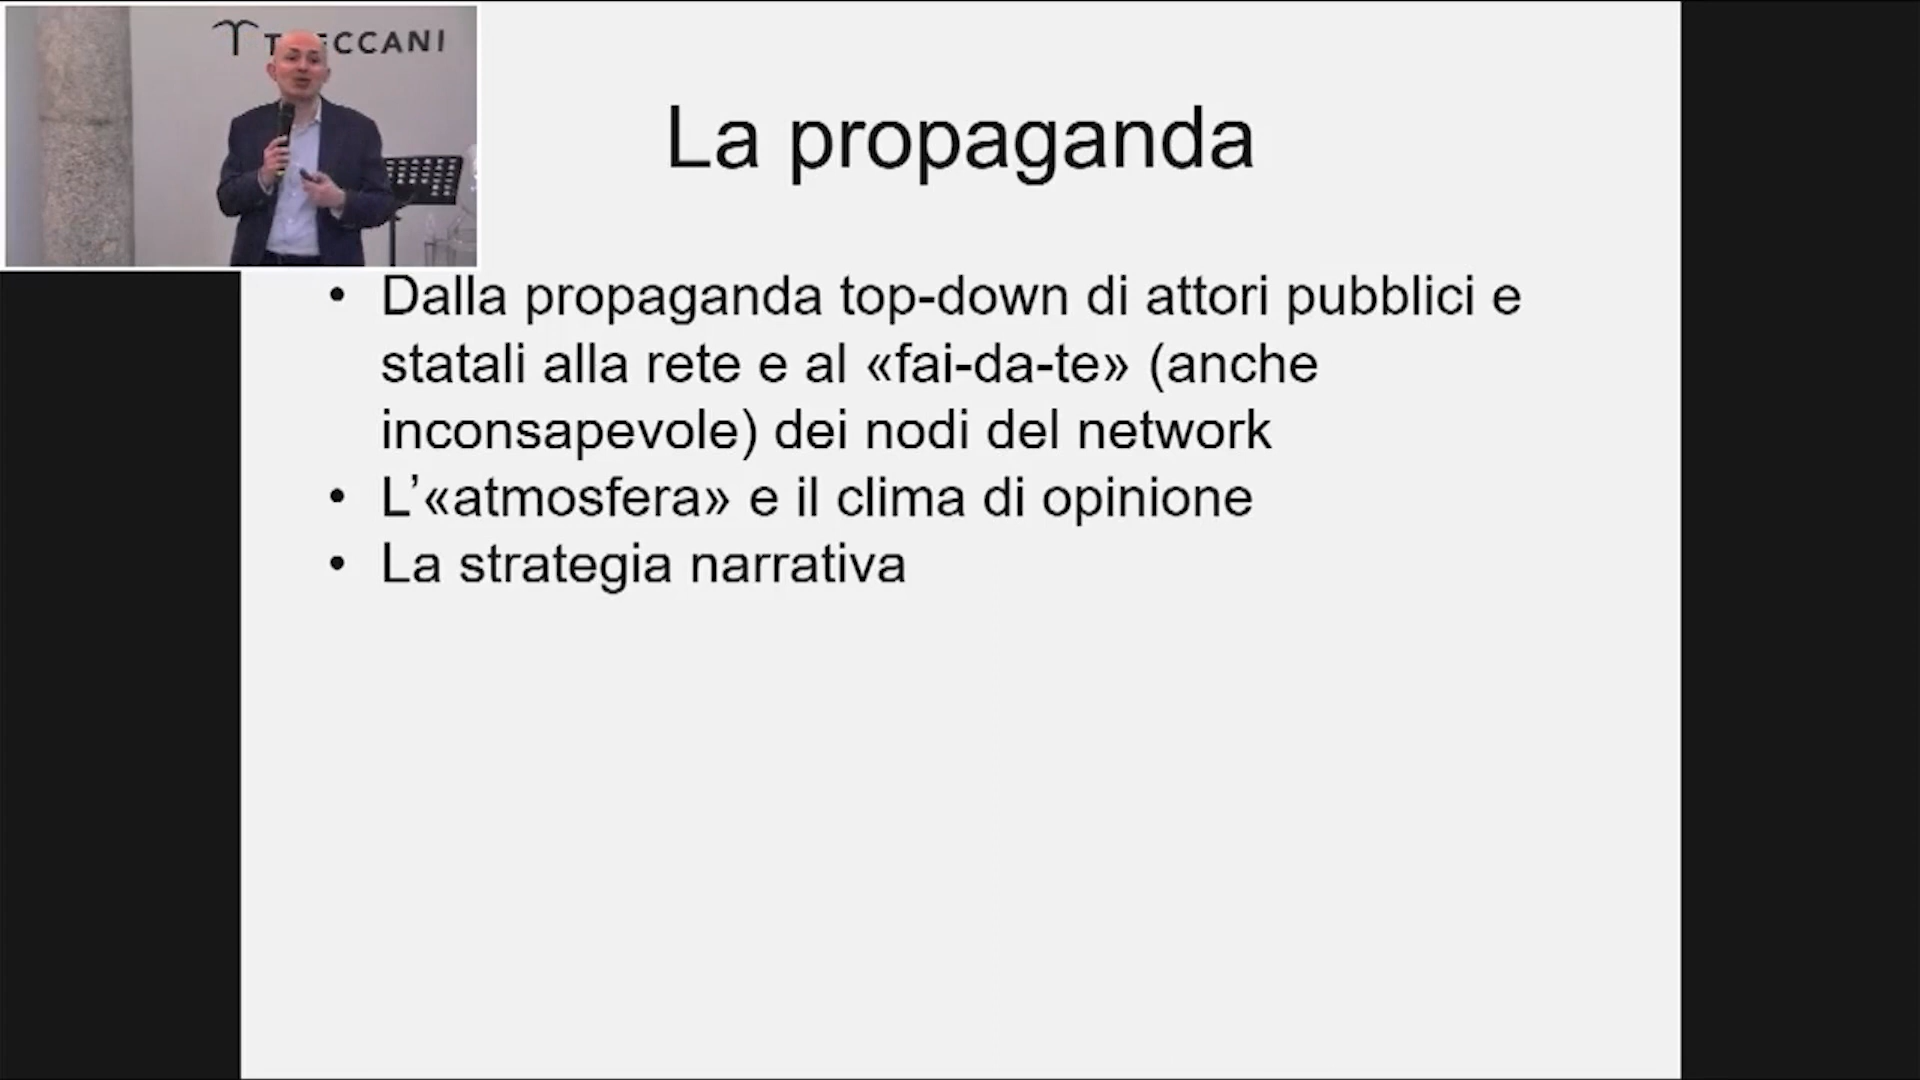 La propaganda
• Dalla propaganda top-down di attori pubblici e
statali alla rete e al «fai-da-te» (anche
inconsapevole) dei nodi del network
• L’«atmosfera» e il clima di opinione
• La strategia narrativa